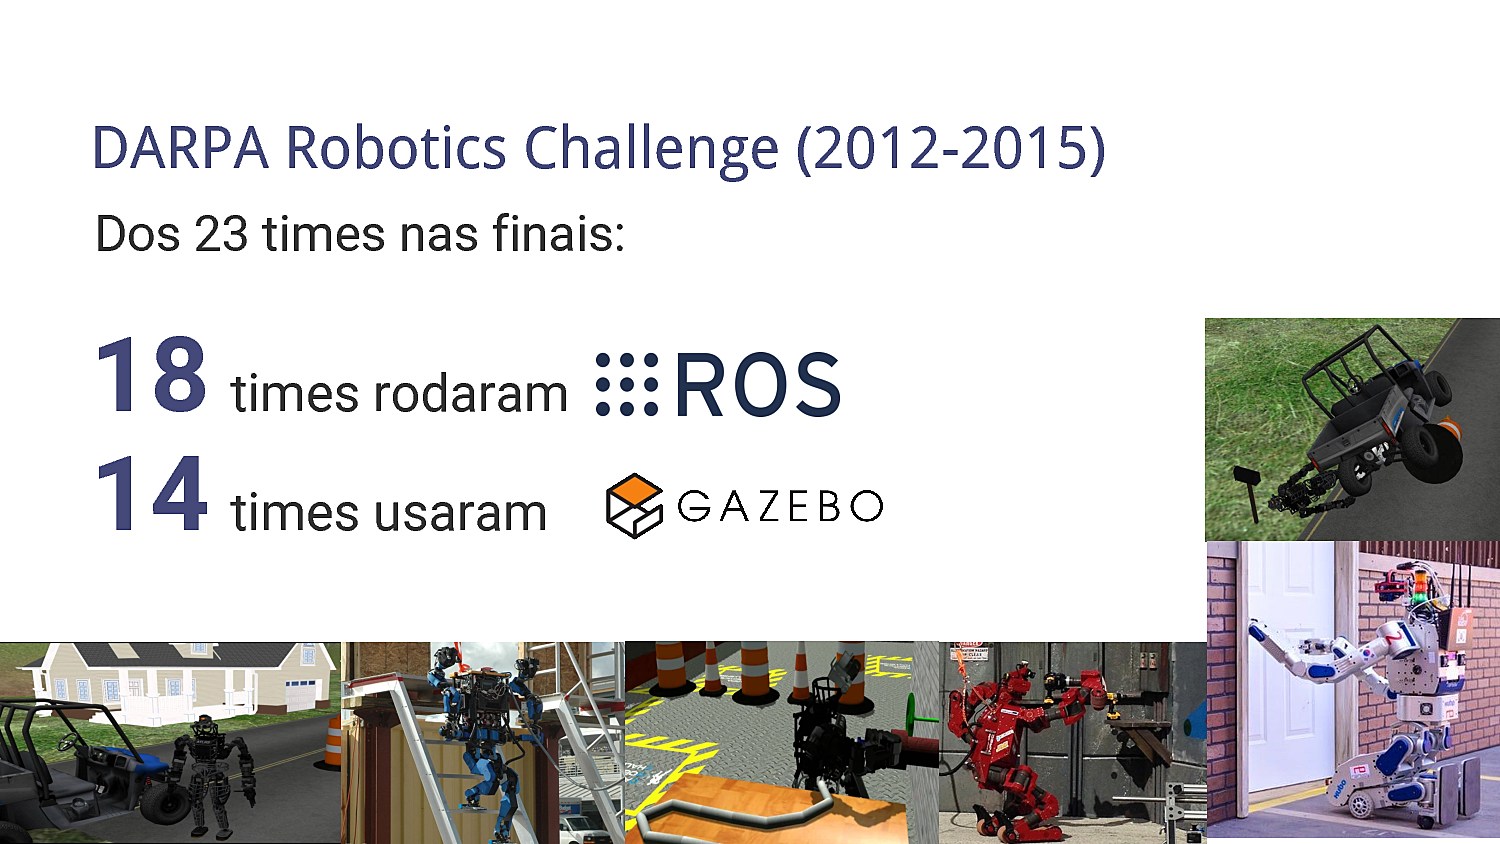 DARPA Robotics Challenge (2012-2015)
Dos 23 times nas finais:
18 times rodaram ROS
14 times usaram GAZEBO